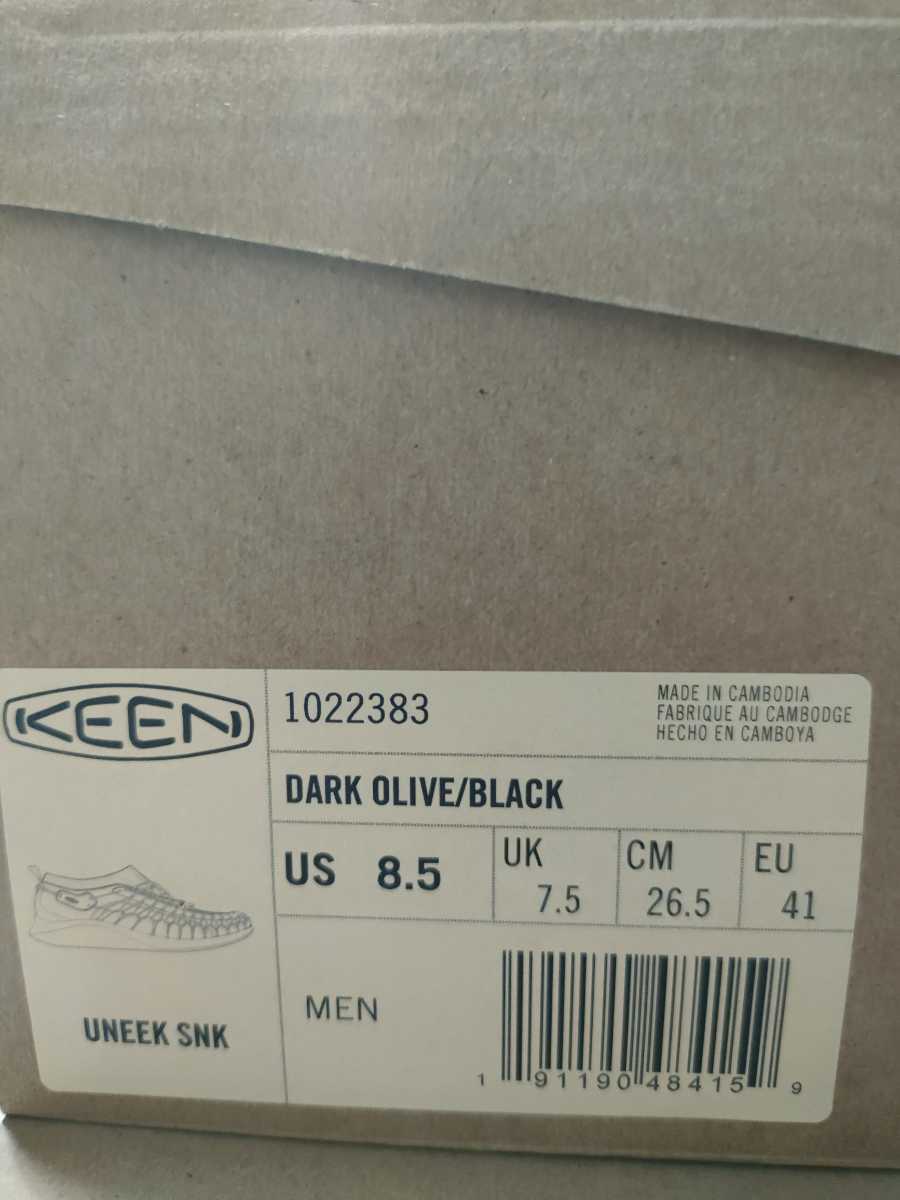 KEEN
1022383
MADE IN CAMBODIA
FABRIQUE AU CAMBODGE
HECHO EN CAMBOYA
DARK OLIVE/BLACK
US 8.5
UK 7.5
CM 26.5
EU 41
UNEEK SNK
MEN
1 91190 48415 9